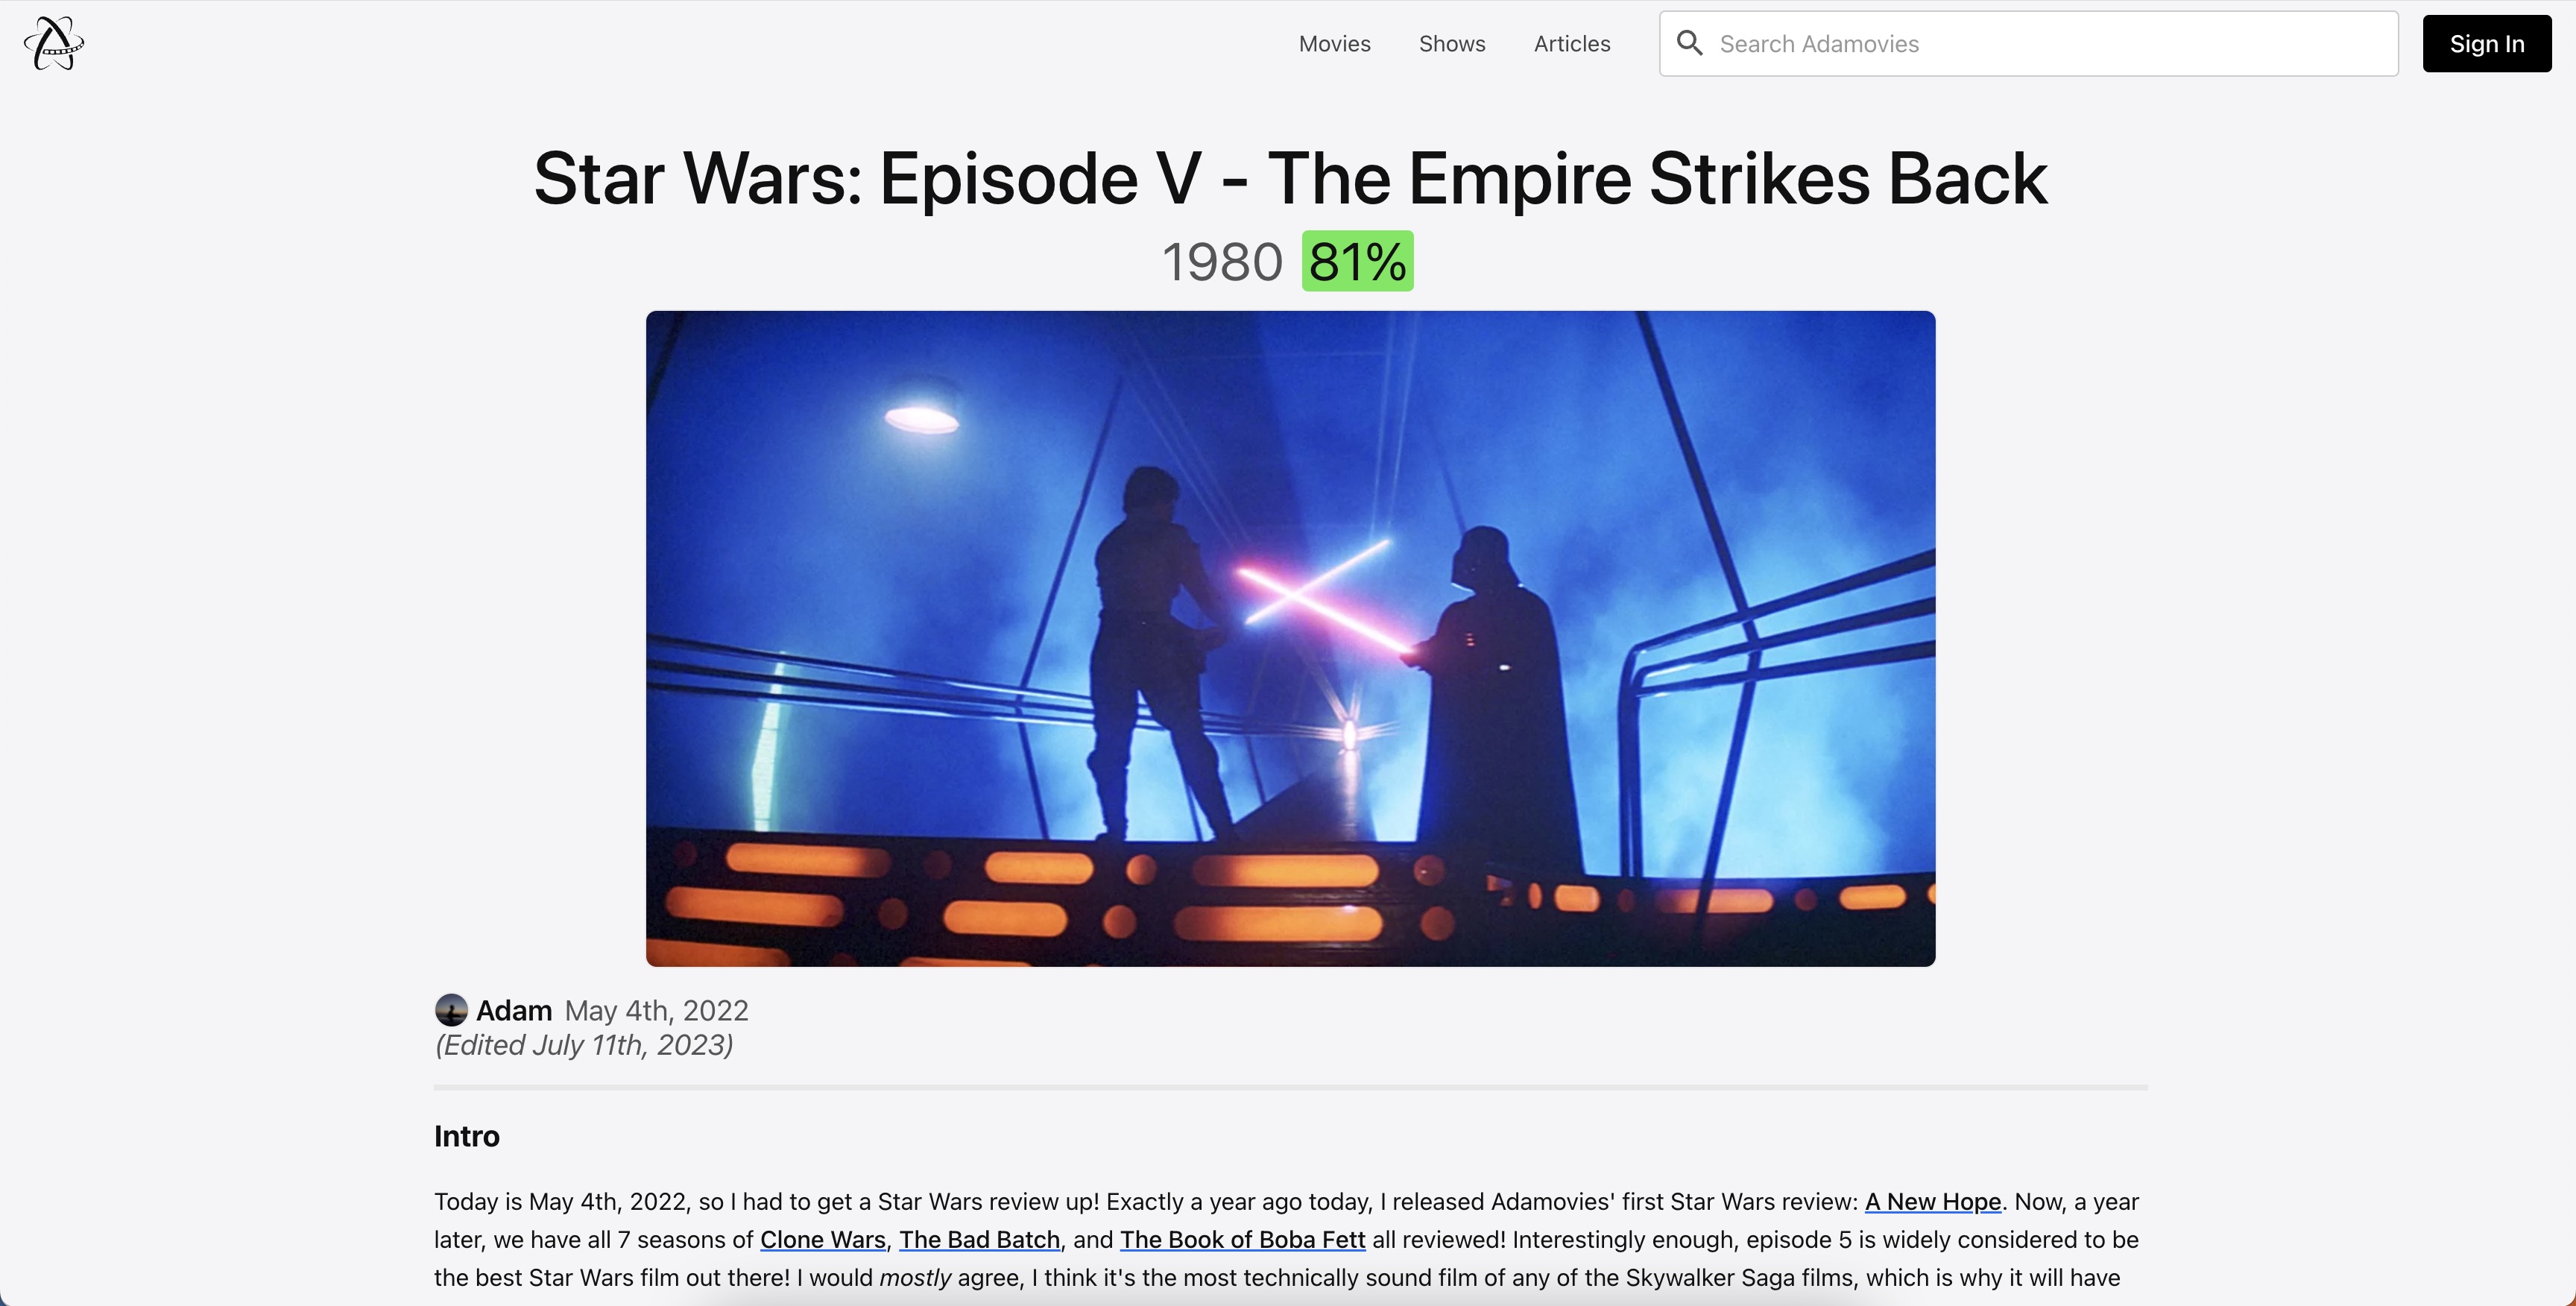 Movies Shows Articles Search Adamovies Sign In
Star Wars: Episode V - The Empire Strikes Back
1980 81%
Adam May 4th, 2022
(Edited July 11th, 2023)
Intro
Today is May 4th, 2022, so I had to get a Star Wars review up! Exactly a year ago today, I released Adamovies' first Star Wars review: A New Hope. Now, a year
later, we have all 7 seasons of Clone Wars, The Bad Batch, and The Book of Boba Fett all reviewed! Interestingly enough, episode 5 is widely considered to be
the best Star Wars film out there! I would mostly agree, I think it's the most technically sound film of any of the Skywalker Saga films, which is why it will have